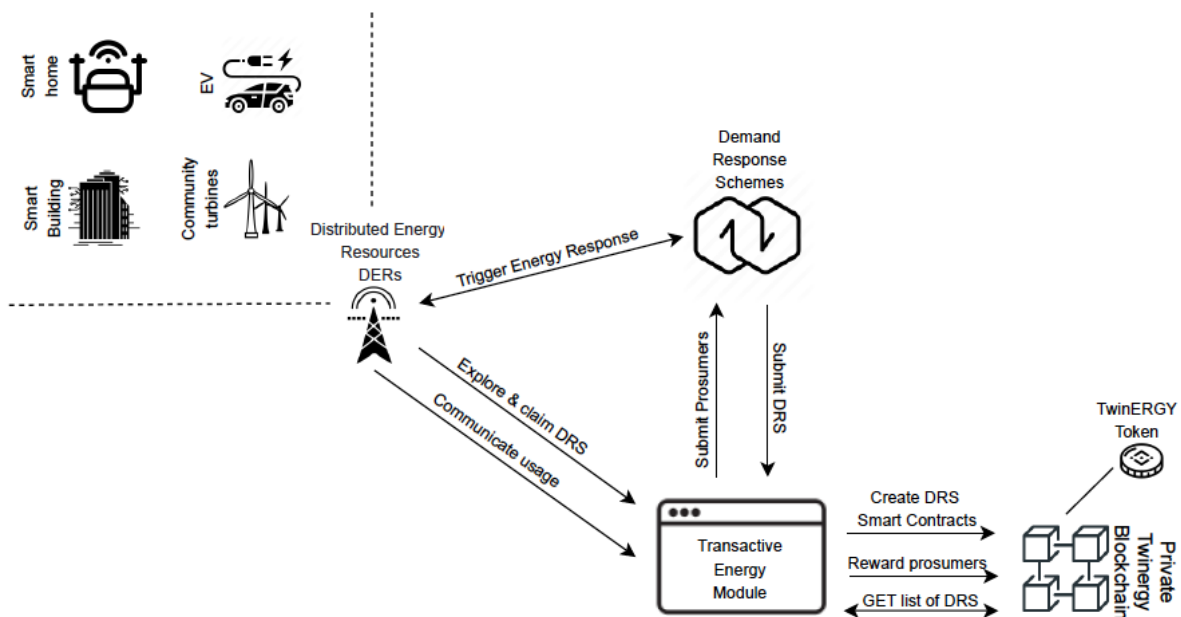 Smart
home
EV
Smart
Building
Community
turbines
Distributed Energy
Resources
DERs
Demand
Response
Schemes
Trigger Energy Response
Explore & claim DRS
Communicate usage
Submit Prosumers
Submit DRS
Transactive
Energy
Module
Create DRS
Smart Contracts
Reward prosumers
GET list of DRS
TwinERGY
Token
Private
Twinergy
Blockchain